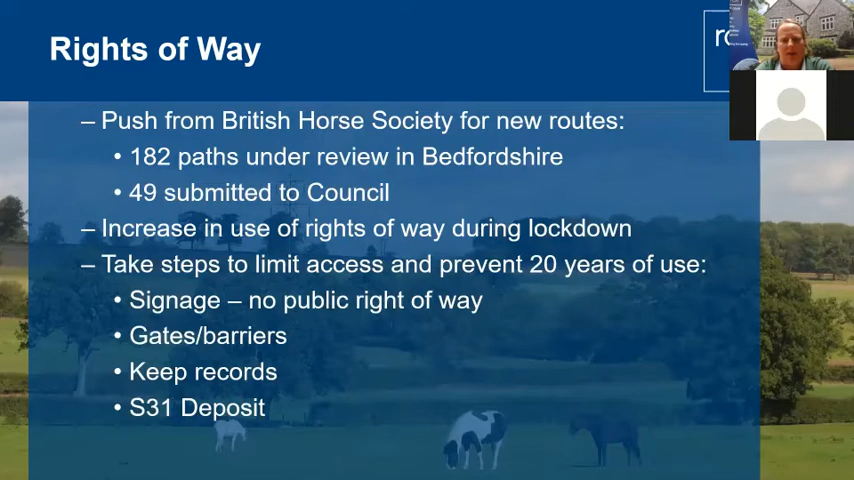 Rights of Way
– Push from British Horse Society for new routes:
• 182 paths under review in Bedfordshire
• 49 submitted to Council
– Increase in use of rights of way during lockdown
– Take steps to limit access and prevent 20 years of use:
• Signage – no public right of way
• Gates/barriers
• Keep records
• S31 Deposit